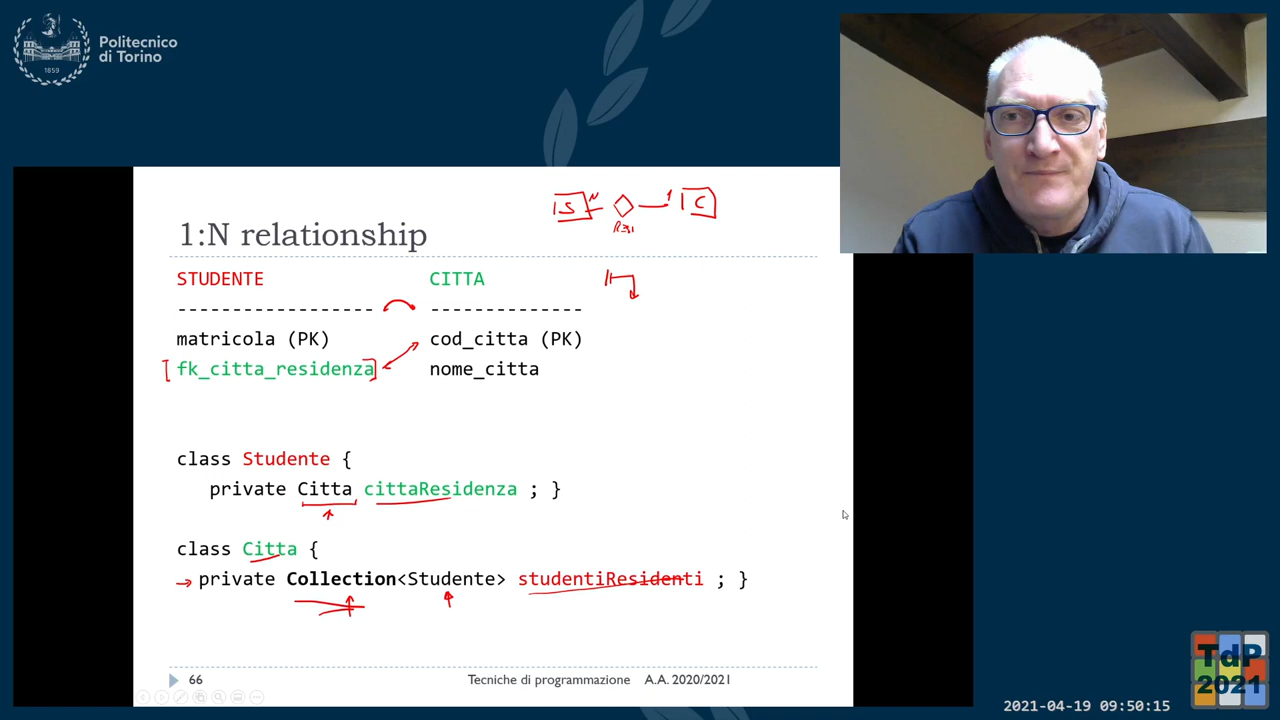 Politecnico
di Torino
1859
S N 1 C
1:N relationship
STUDENTE CITTA
------------------ --------------
matricola (PK) cod_citta (PK)
fk_citta_residenza nome_citta
class Studente {
private Citta cittaResidenza ; }
class Citta {
private Collection<Studente> studentiResidenti ; }
66 Tecniche di programmazione A.A. 2020/2021
TdP
2021
2021-04-19 09:50:15